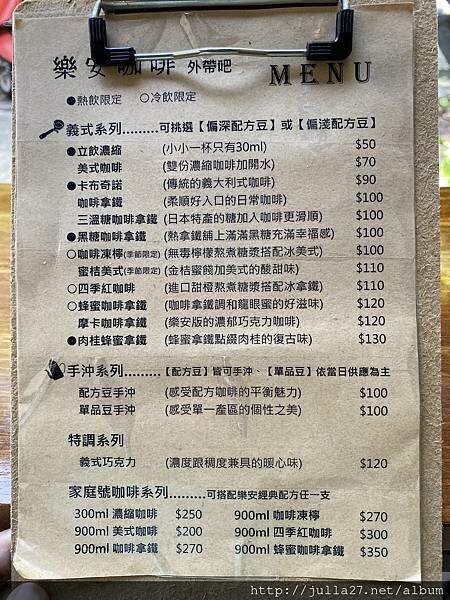 樂安咖啡 外帶吧 MENU
●熱飲限定 ○冷飲限定
義式系列.........可挑選【偏深配方豆】或【偏淺配方豆】
●立飲濃縮 (小小一杯只有30ml) $50
美式咖啡 (雙份濃縮咖啡加開水) $70
●卡布奇諾 (傳統的義大利式咖啡) $90
咖啡拿鐵 (柔順好入口的日常咖啡) $100
三溫糖咖啡拿鐵 (日本特產的糖加入咖啡更滑順) $100
●黑糖咖啡拿鐵 (熱拿鐵舖上滿滿黑糖充滿幸福感) $100
○咖啡凍檸(季節限定) (無毒檸檬熬煮糖漿搭配冰美式) $100
蜜桔美式(季節限定) (金桔蜜餞加美式的酸甜味) $110
○四季紅咖啡 (進口甜橙熬煮糖漿搭配冰拿鐵) $110
○蜂蜜咖啡拿鐵 (咖啡拿鐵調和龍眼蜜的好滋味) $120
摩卡咖啡拿鐵 (樂安版的濃郁巧克力咖啡) $120
●肉桂蜂蜜拿鐵 (蜂蜜拿鐵點綴肉桂的復古味) $130
手沖系列.........【配方豆】皆可手沖、【單品豆】依當日供應為主
配方豆手沖 (感受配方咖啡的平衡魅力) $100
單品豆手沖 (感受單一產區的個性之美) $100
特調系列
義式巧克力 (濃度跟稠度兼具的暖心味) $120
家庭號咖啡系列.........可搭配樂安經典配方任一支
300ml 濃縮咖啡 $250 900ml 咖啡凍檸 $270
900ml 美式咖啡 $200 900ml 四季紅咖啡 $300
900ml 咖啡拿鐵 $270 900ml 蜂蜜咖啡拿鐵 $350
http://julla27.net/album